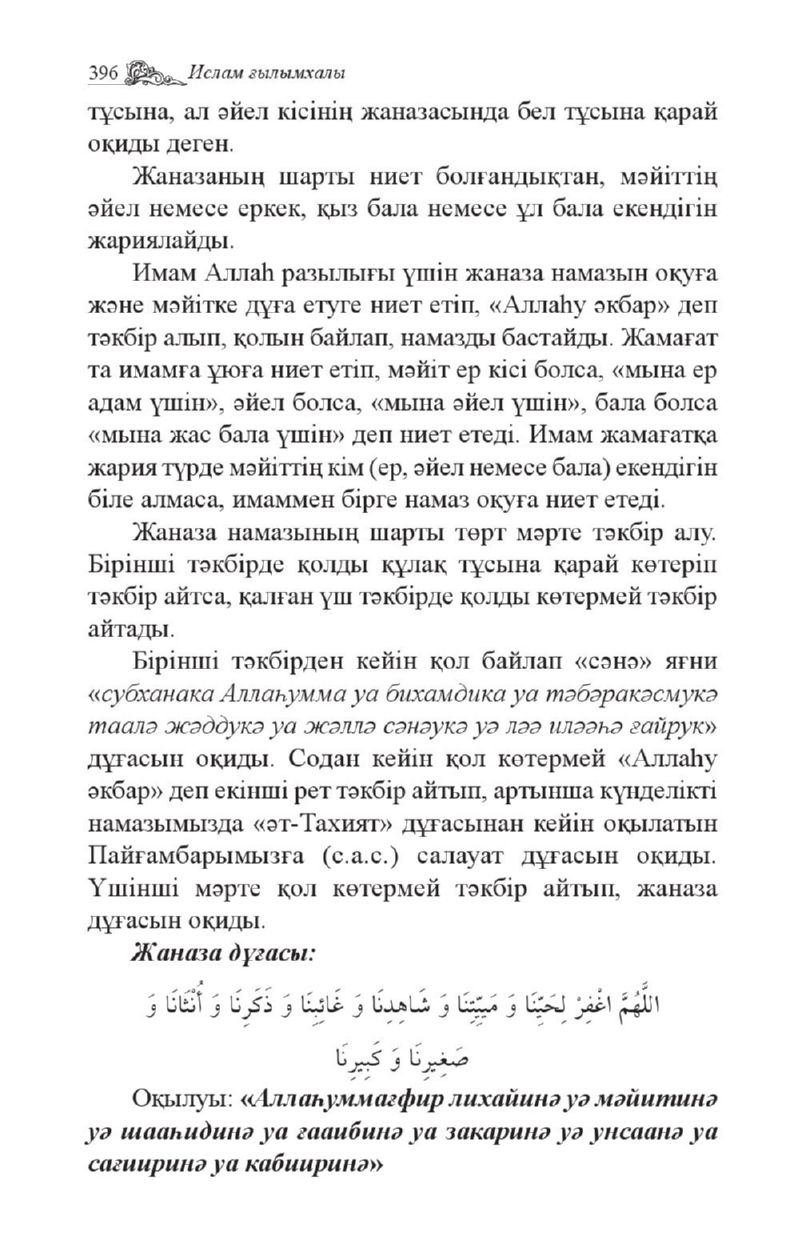 396 Ислам ғылымхалы
тұсына, ал әйел кісінің жаназасында бел тұсына қарай
оқиды деген.
Жаназаның шарты ниет болғандықтан, мәйіттің
әйел немесе еркек, қыз бала немесе ұл бала екендігін
жариялайды.
Имам Аллаһ разылығы үшін жаназа намазын оқуға
және мәйітке дұға етуге ниет етіп, «Аллаһу әкбар» деп
тәкбір алып, қолын байлап, намазды бастайды. Жамағат
та имамға ұюға ниет етіп, мәйіт ер кісі болса, «мына ер
адам үшін», әйел болса, «мына әйел үшін», бала болса
«мына жас бала үшін» деп ниет етеді. Имам жамағатқа
жария түрде мәйіттің кім (ер, әйел немесе бала) екендігін
біле алмаса, имаммен бірге намаз оқуға ниет етеді.
Жаназа намазының шарты төрт мәрте тәкбір алу.
Бірінші тәкбірде қолды құлақ тұсына қарай көтеріп
тәкбір айтса, қалған үш тәкбірде қолды көтермей тәкбір
айтады.
Бірінші тәкбірден кейін қол байлап «сәнә» яғни
«субханака Аллаһумма уа бихамдика уа тәбәракәсмукә
таалә жәддукә уа жәллә сәнәукә уә ләә иләәһә ғайрук»
дұғасын оқиды. Содан кейін қол көтермей «Аллаһу
әкбар» деп екінші рет тәкбір айтып, артынша күнделікті
намазымызда «әт-Тахият» дұғасынан кейін оқылатын
Пайғамбарымызға (с.а.с.) салауат дұғасын оқиды.
Үшінші мәрте қол көтермей тәкбір айтып, жаназа
дұғасын оқиды.
Жаназа дұғасы:
اللَّهُمَّ اغْفِرْ لِحَيِّنَا وَ مَيِّتِنَا وَ شَاهِدِنَا وَ غَائِبِنَا وَ ذَكَرِنَا وَ أُنْثَانَا وَ
صَغِيرِنَا وَ كَبِيرِنَا
Оқылуы: «Аллаһуммағфир лихайинә уә мәйитинә
уә шааһидинә уа ғааибинә уа закаринә уә унсаанә уа
сағииринә уа кабииринә»